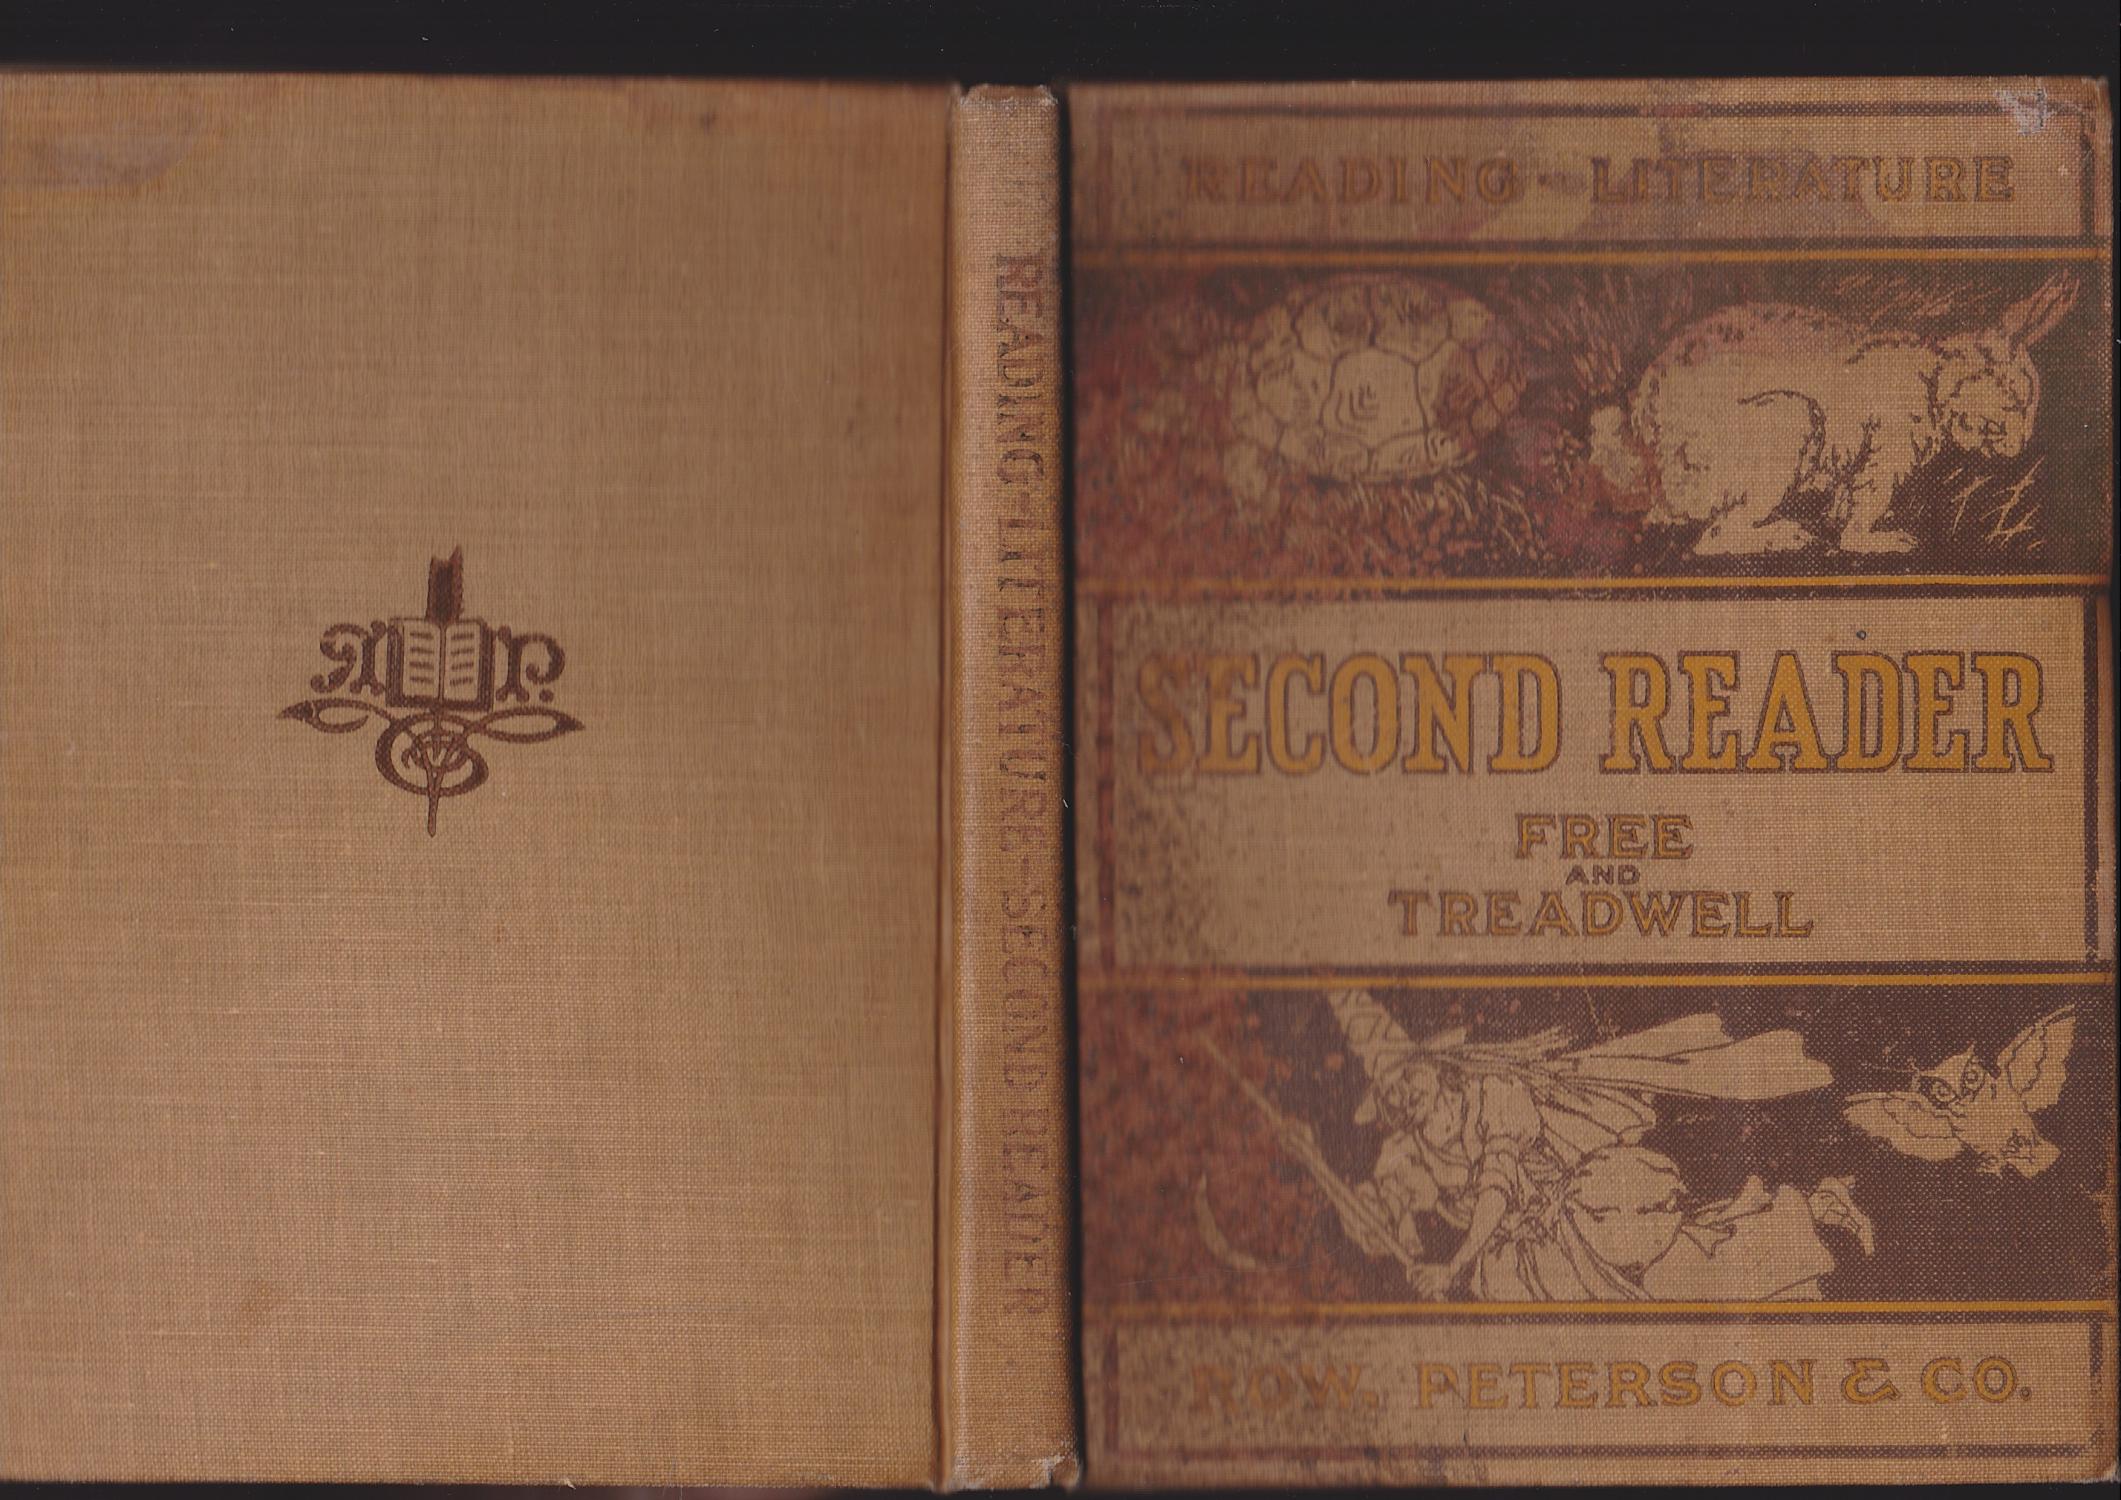 READING-LITERATURE
SECOND READER
FREE
AND
TREADWELL
ROW, PETERSON & CO.
READING-LITERATURE-SECOND READER